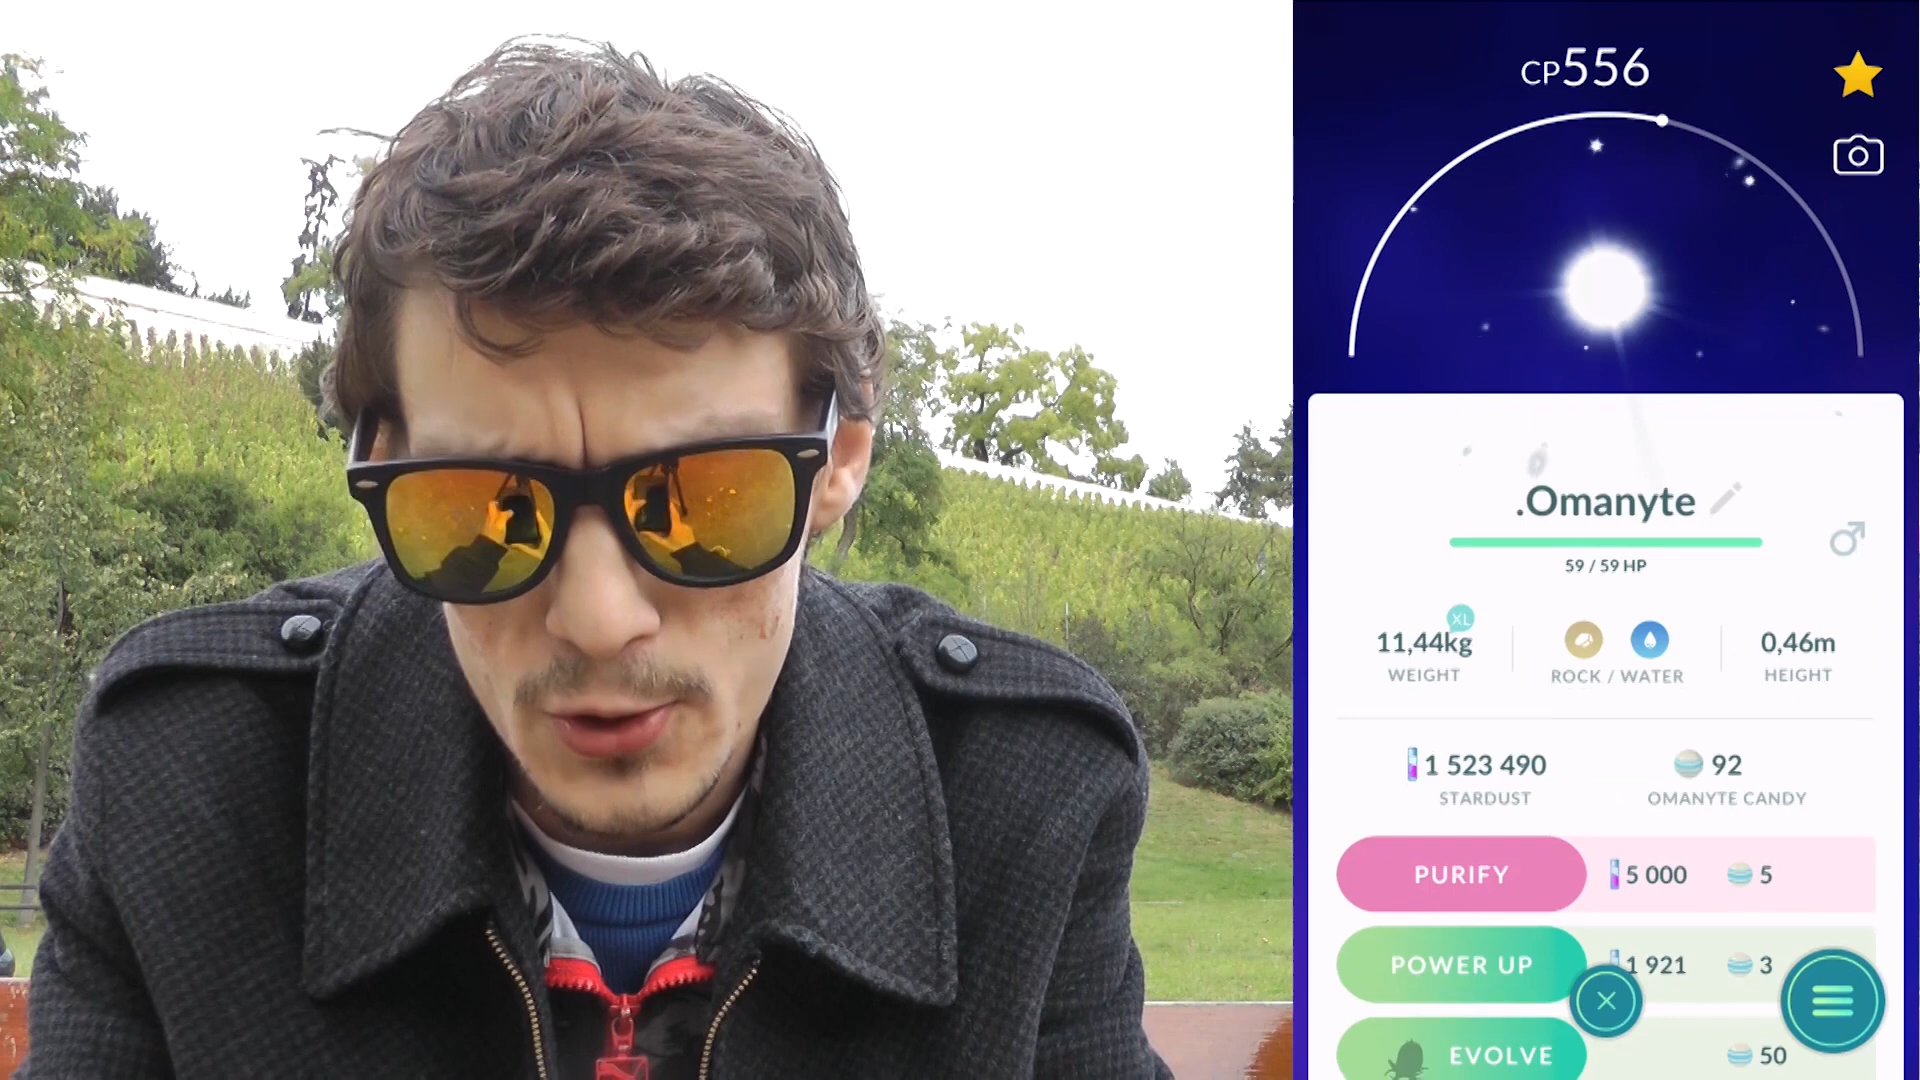 CP556
.Omanyte
59 / 59 HP
XL
11,44kg
WEIGHT
ROCK / WATER
0,46m
HEIGHT
1 523 490
STARDUST
92
OMANYTE CANDY
PURIFY 5 000 5
POWER UP 1 921 3
EVOLVE 50